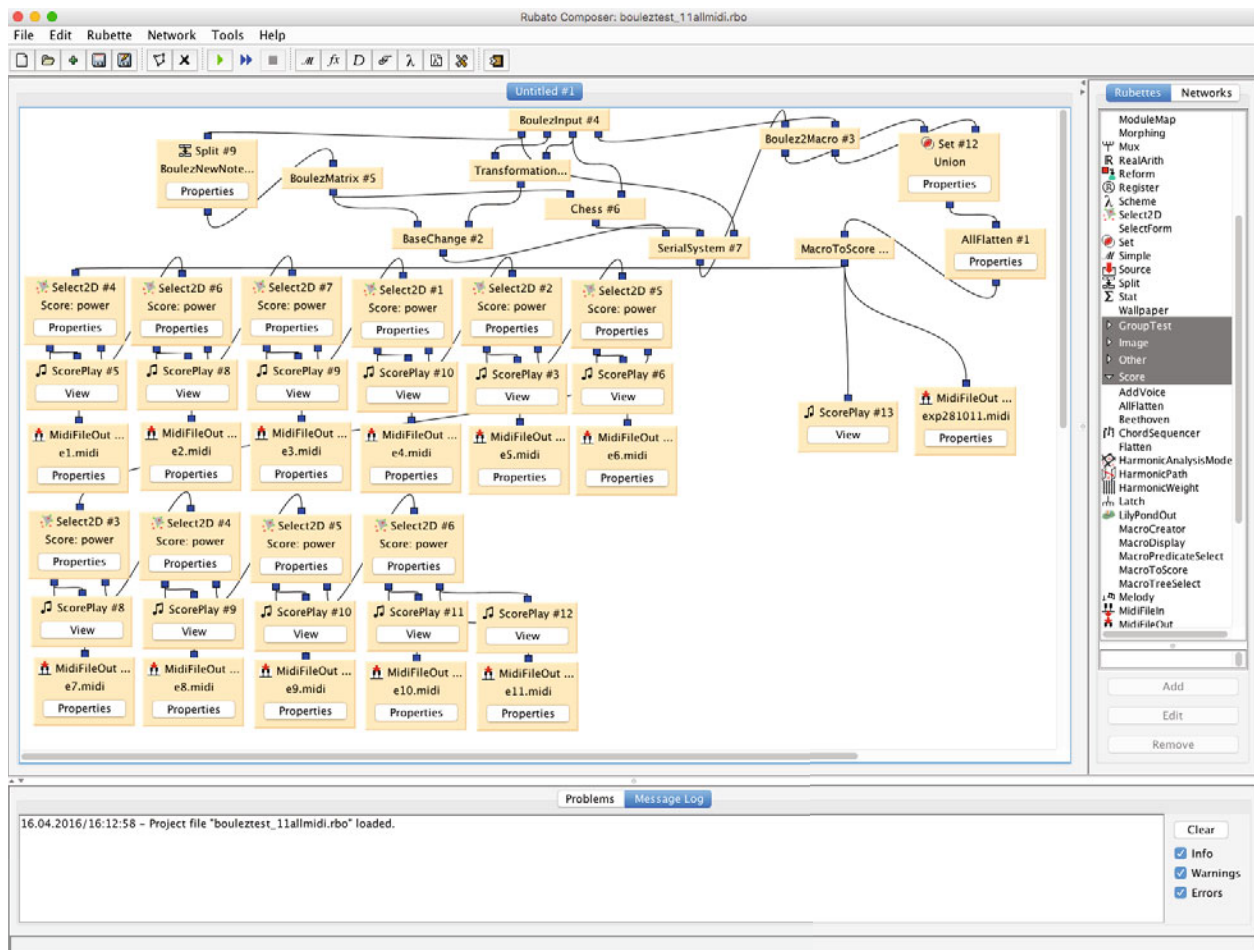 Rubato Composer: bouleztest_11allmidi.rbo
File Edit Rubette Network Tools Help
M fx D λ
Untitled #1
BoulezInput #4
Split #9
BoulezNewNote...
Properties
BoulezMatrix #5
Transformation...
Boulez2Macro #3
Set #12
Union
Properties
Chess #6
BaseChange #2
SerialSystem #7
MacroToScore ...
AllFlatten #1
Properties
Select2D #4
Score: power
Properties
Select2D #6
Score: power
Properties
Select2D #7
Score: power
Properties
Select2D #1
Score: power
Properties
Select2D #2
Score: power
Properties
Select2D #5
Score: power
Properties
ScorePlay #5
View
ScorePlay #8
View
ScorePlay #9
View
ScorePlay #10
View
ScorePlay #3
View
ScorePlay #6
View
ScorePlay #13
View
MidiFileOut ...
exp281011.midi
Properties
MidiFileOut ...
e1.midi
Properties
MidiFileOut ...
e2.midi
Properties
MidiFileOut ...
e3.midi
Properties
MidiFileOut ...
e4.midi
Properties
MidiFileOut ...
e5.midi
Properties
MidiFileOut ...
e6.midi
Properties
Select2D #3
Score: power
Properties
Select2D #4
Score: power
Properties
Select2D #5
Score: power
Properties
Select2D #6
Score: power
Properties
ScorePlay #8
View
ScorePlay #9
View
ScorePlay #10
View
ScorePlay #11
View
ScorePlay #12
View
MidiFileOut ...
e7.midi
Properties
MidiFileOut ...
e8.midi
Properties
MidiFileOut ...
e9.midi
Properties
MidiFileOut ...
e10.midi
Properties
MidiFileOut ...
e11.midi
Properties
Rubettes Networks
ModuleMap
Morphing
Mux
RealArith
Reform
Register
Scheme
Select2D
SelectForm
Set
Simple
Source
Split
Stat
Wallpaper
GroupTest
Image
Other
Score
AddVoice
AllFlatten
Beethoven
ChordSequencer
Flatten
HarmonicAnalysisMode
HarmonicPath
HarmonicWeight
Latch
LilyPondOut
MacroCreator
MacroDisplay
MacroPredicateSelect
MacroToScore
MacroTreeSelect
Melody
MidiFileIn
MidiFileOut
Add
Edit
Remove
Problems Message Log
16.04.2016/16:12:58 – Project file "bouleztest_11allmidi.rbo" loaded.
Clear
Info
Warnings
Errors